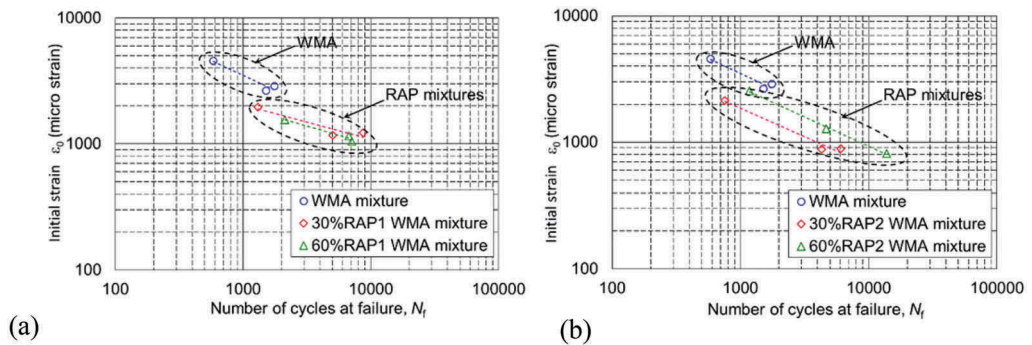 10000
1000
100
Initial strain ε0 (micro strain)
WMA
RAP mixtures
WMA mixture
30%RAP1 WMA mixture
60%RAP1 WMA mixture
100 1000 10000 100000
Number of cycles at failure, Nf
(a)
10000
1000
100
Initial strain ε0 (micro strain)
WMA
RAP mixtures
WMA mixture
30%RAP2 WMA mixture
60%RAP2 WMA mixture
100 1000 10000 100000
Number of cycles at failure, Nf
(b)